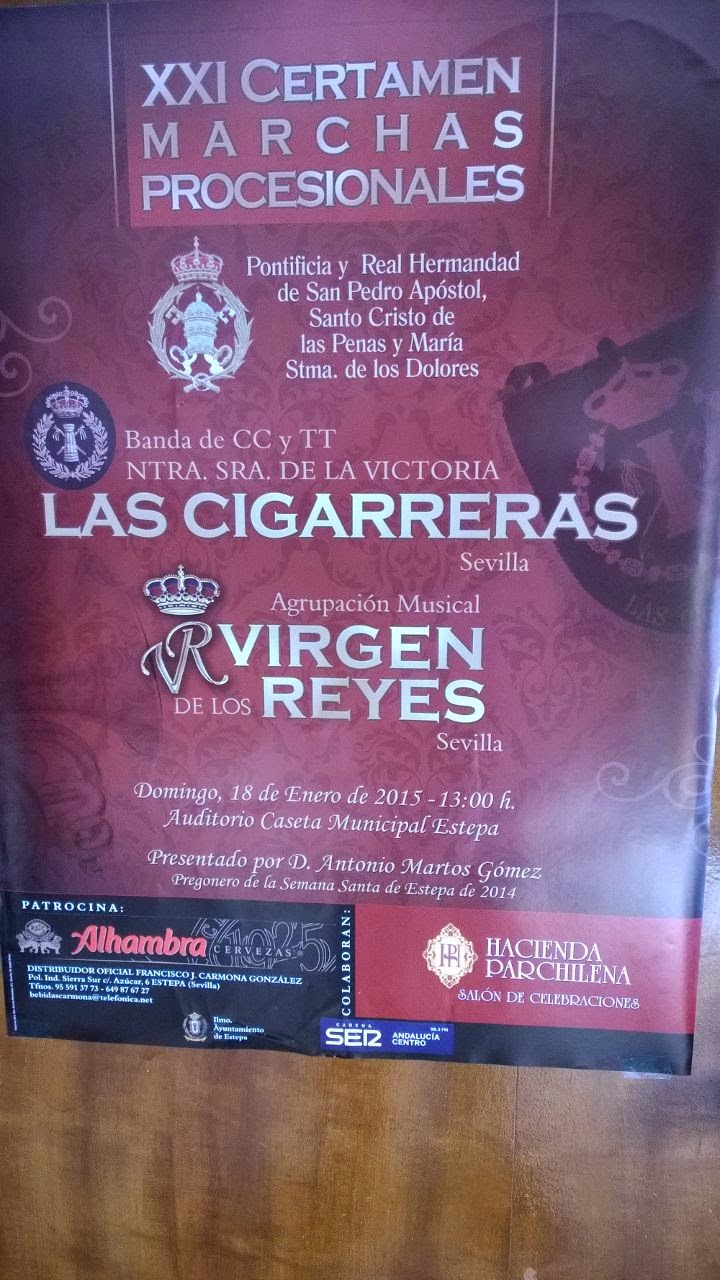 XXI CERTAMEN
MARCHAS
PROCESIONALES
Pontificia y Real Hermandad
de San Pedro Apóstol,
Santo Cristo de
las Penas y María
Stma. de los Dolores
Banda de CC y TT
NTRA. SRA. DE LA VICTORIA
LAS CIGARRERAS
Sevilla
Agrupación Musical
VR VIRGEN
DE LOS REYES
Sevilla
Domingo, 18 de Enero de 2015 - 13:00 h.
Auditorio Caseta Municipal Estepa
Presentado por D. Antonio Martos Gómez
Pregonero de la Semana Santa de Estepa de 2014
PATROCINA:
Alhambra
CERVEZAS
1925
DISTRIBUIDOR OFICIAL FRANCISCO J. CARMONA GONZÁLEZ
Pol. Ind. Sierra Sur c/. Azúcar, 6 ESTEPA (Sevilla)
Tfnos. 95 591 37 73 - 649 87 67 27
bebidascarmona@telefonica.net
Ilmo.
Ayuntamiento
de Estepa
COLABORAN:
HACIENDA
PARCHILENA
SALÓN DE CELEBRACIONES
CADENA
SER
ANDALUCÍA
CENTRO